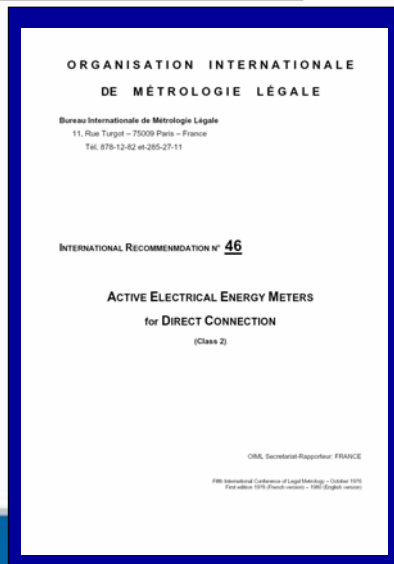 ORGANISATION INTERNATIONALE
DE MÉTROLOGIE LÉGALE
Bureau Internationale de Métrologie Légale
11, Rue Turgot – 75009 Paris – France
Tél. 878-12-82 et-285-27-11
INTERNATIONAL RECOMMENMDATION N° 46
ACTIVE ELECTRICAL ENERGY METERS
for DIRECT CONNECTION
(Class 2)
OIML Secretariat-Rapporteur: FRANCE
Fifth International Conference of Legal Metrology – October 1976
First edition 1976 (French version) – 1980 (English version)